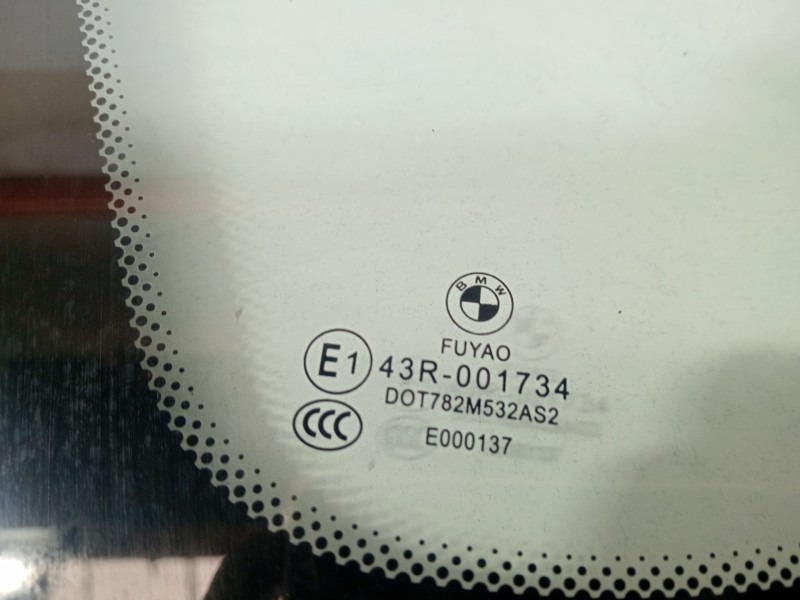 BMW
FUYAO
E1 43R-001734
DOT782M532AS2
CCC E000137